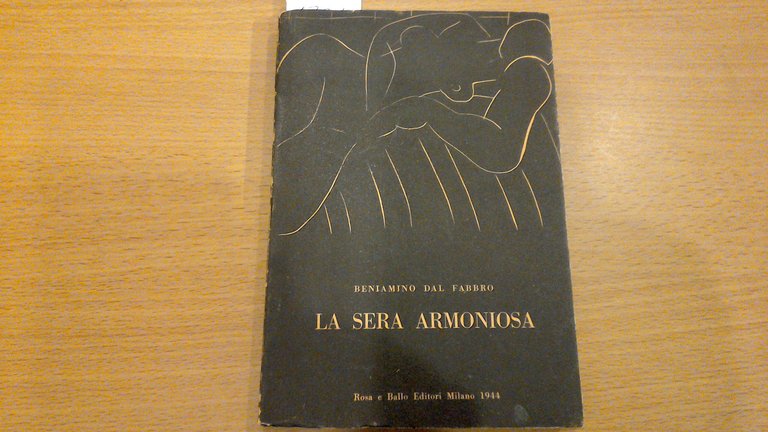 BENIAMINO DAL FABBRO
LA SERA ARMONIOSA
Rosa e Ballo Editori Milano 1944